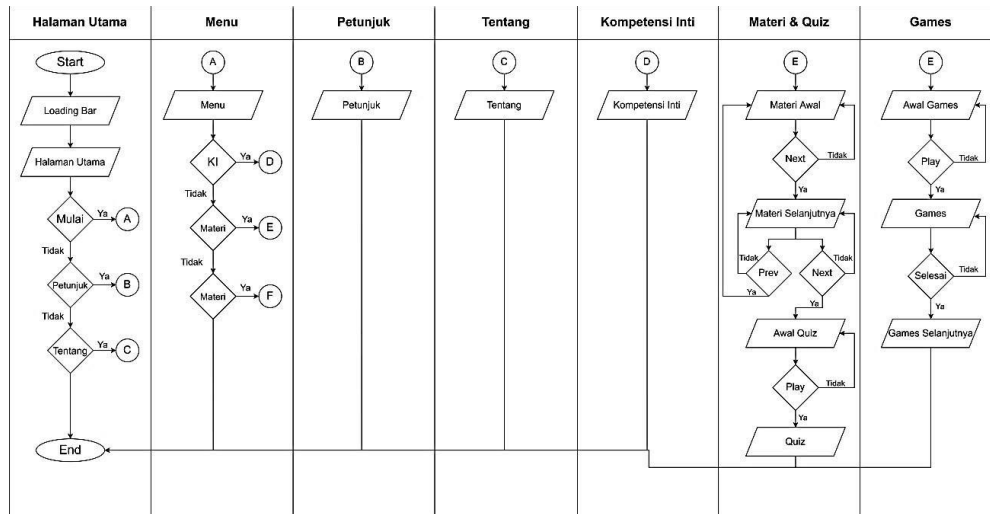 Halaman Utama
Start
Loading Bar
Halaman Utama
Mulai
Ya
A
Tidak
Petunjuk
Ya
B
Tidak
Tentang
Ya
C
End
Menu
A
Menu
KI
Ya
D
Tidak
Materi
Ya
E
Tidak
Materi
Ya
F
Petunjuk
B
Petunjuk
Tentang
C
Tentang
Kompetensi Inti
D
Kompetensi Inti
Materi & Quiz
E
Materi Awal
Next
Tidak
Ya
Materi Selanjutnya
Tidak
Prev
Ya
Next
Tidak
Ya
Awal Quiz
Play
Tidak
Ya
Quiz
Games
E
Awal Games
Play
Tidak
Ya
Games
Selesai
Tidak
Ya
Games Selanjutnya